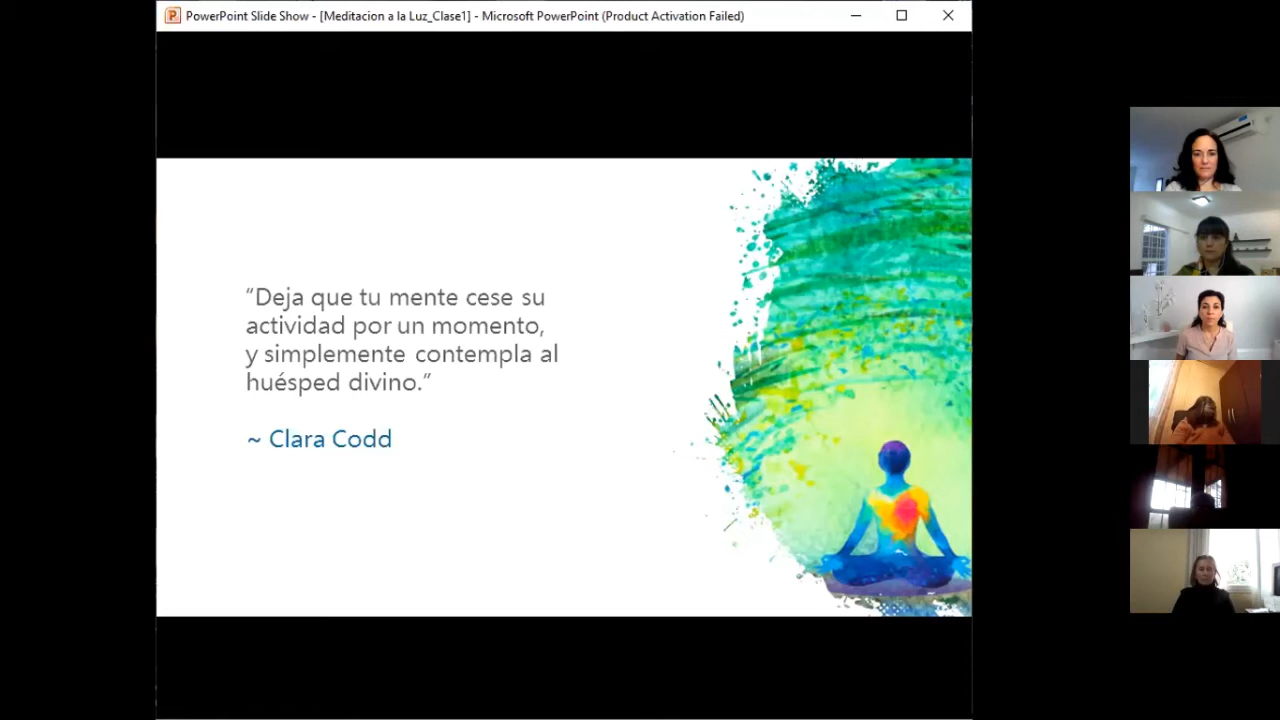 PowerPoint Slide Show - [Meditacion a la Luz_Clase1] - Microsoft PowerPoint (Product Activation Failed)
“Deja que tu mente cese su
actividad por un momento,
y simplemente contempla al
huésped divino.”
~ Clara Codd